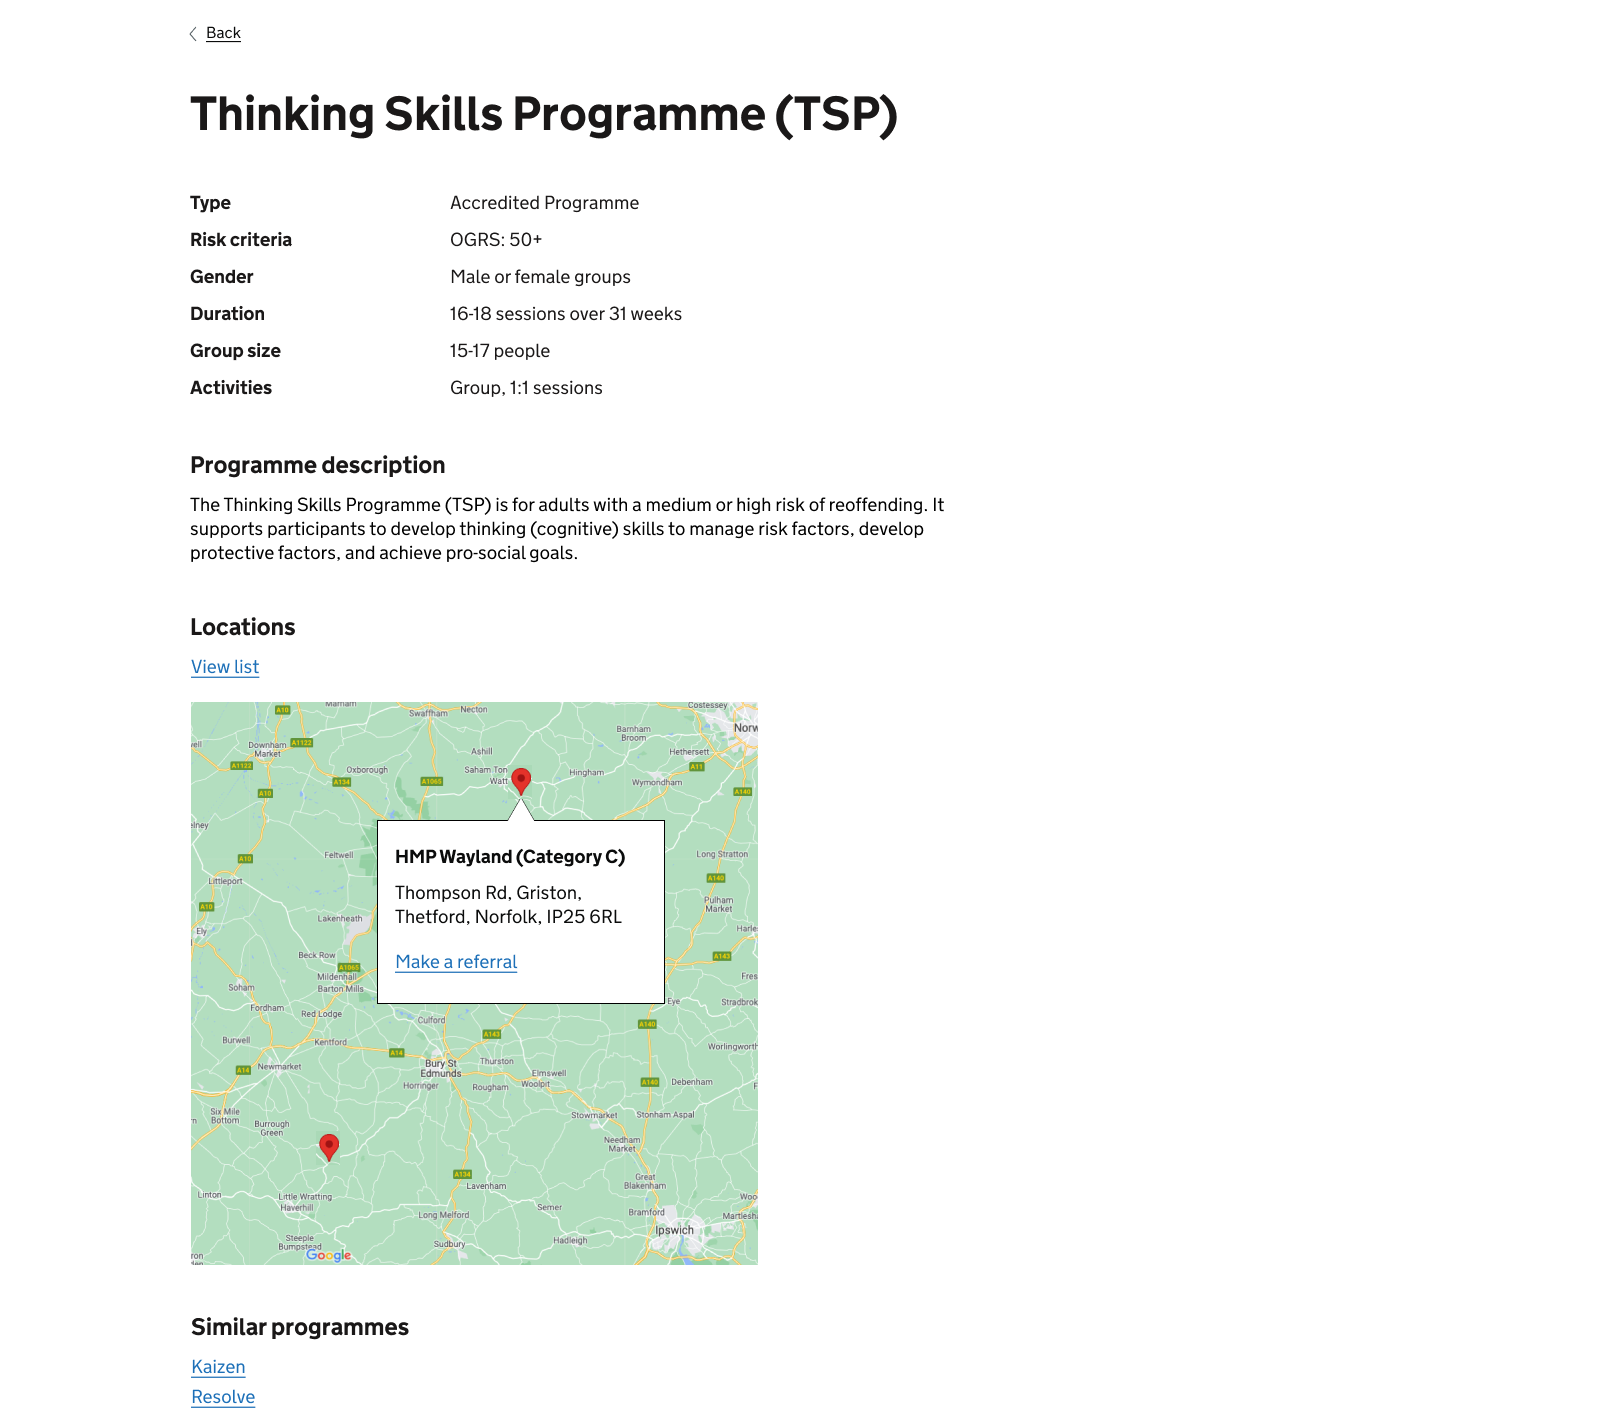 Back
Thinking Skills Programme (TSP)
Type Accredited Programme
Risk criteria OGRS: 50+
Gender Male or female groups
Duration 16-18 sessions over 31 weeks
Group size 15-17 people
Activities Group, 1:1 sessions
Programme description
The Thinking Skills Programme (TSP) is for adults with a medium or high risk of reoffending. It
supports participants to develop thinking (cognitive) skills to manage risk factors, develop
protective factors, and achieve pro-social goals.
Locations
View list
A10
Swaffham
Necton
Costessey
Norw
Barnham
Broom
Downham
Market
A1122
Ashill
Hethersett
A1122
Oxborough
Saham Ton
Hingham
A11
A134
A1065
Watt
Wymondham
A10
A140
HMP Wayland (Category C)
Thompson Rd, Griston,
Thetford, Norfolk, IP25 6RL
Make a referral
Feltwell
A10
Long Stratton
Littleport
A140
A10
Pulham
Market
Lakenheath
Ely
Harle
Beck Row
A143
A1065
Mildenhall
Barton Mills
Fres
Soham
Eye
Stradbrok
Fordham
Red Lodge
Culford
A140
A143
Burwell
Kentford
Worlingworth
A14
Newmarket
A14
Bury St
Edmunds
Thurston
Elmswell
Horringer
Rougham
Woolpit
A140
Debenham
Six Mile
Bottom
Burrough
Green
Stowmarket
Stonham Aspal
Needham
Market
A134
Great
Blakenham
Lavenham
Linton
Little Wratting
Haverhill
Woo
Semer
Long Melford
Bramford
Martlesh
Ipswich
Steeple
Bumpstead
Sudbury
Hadleigh
Google
Similar programmes
Kaizen
Resolve